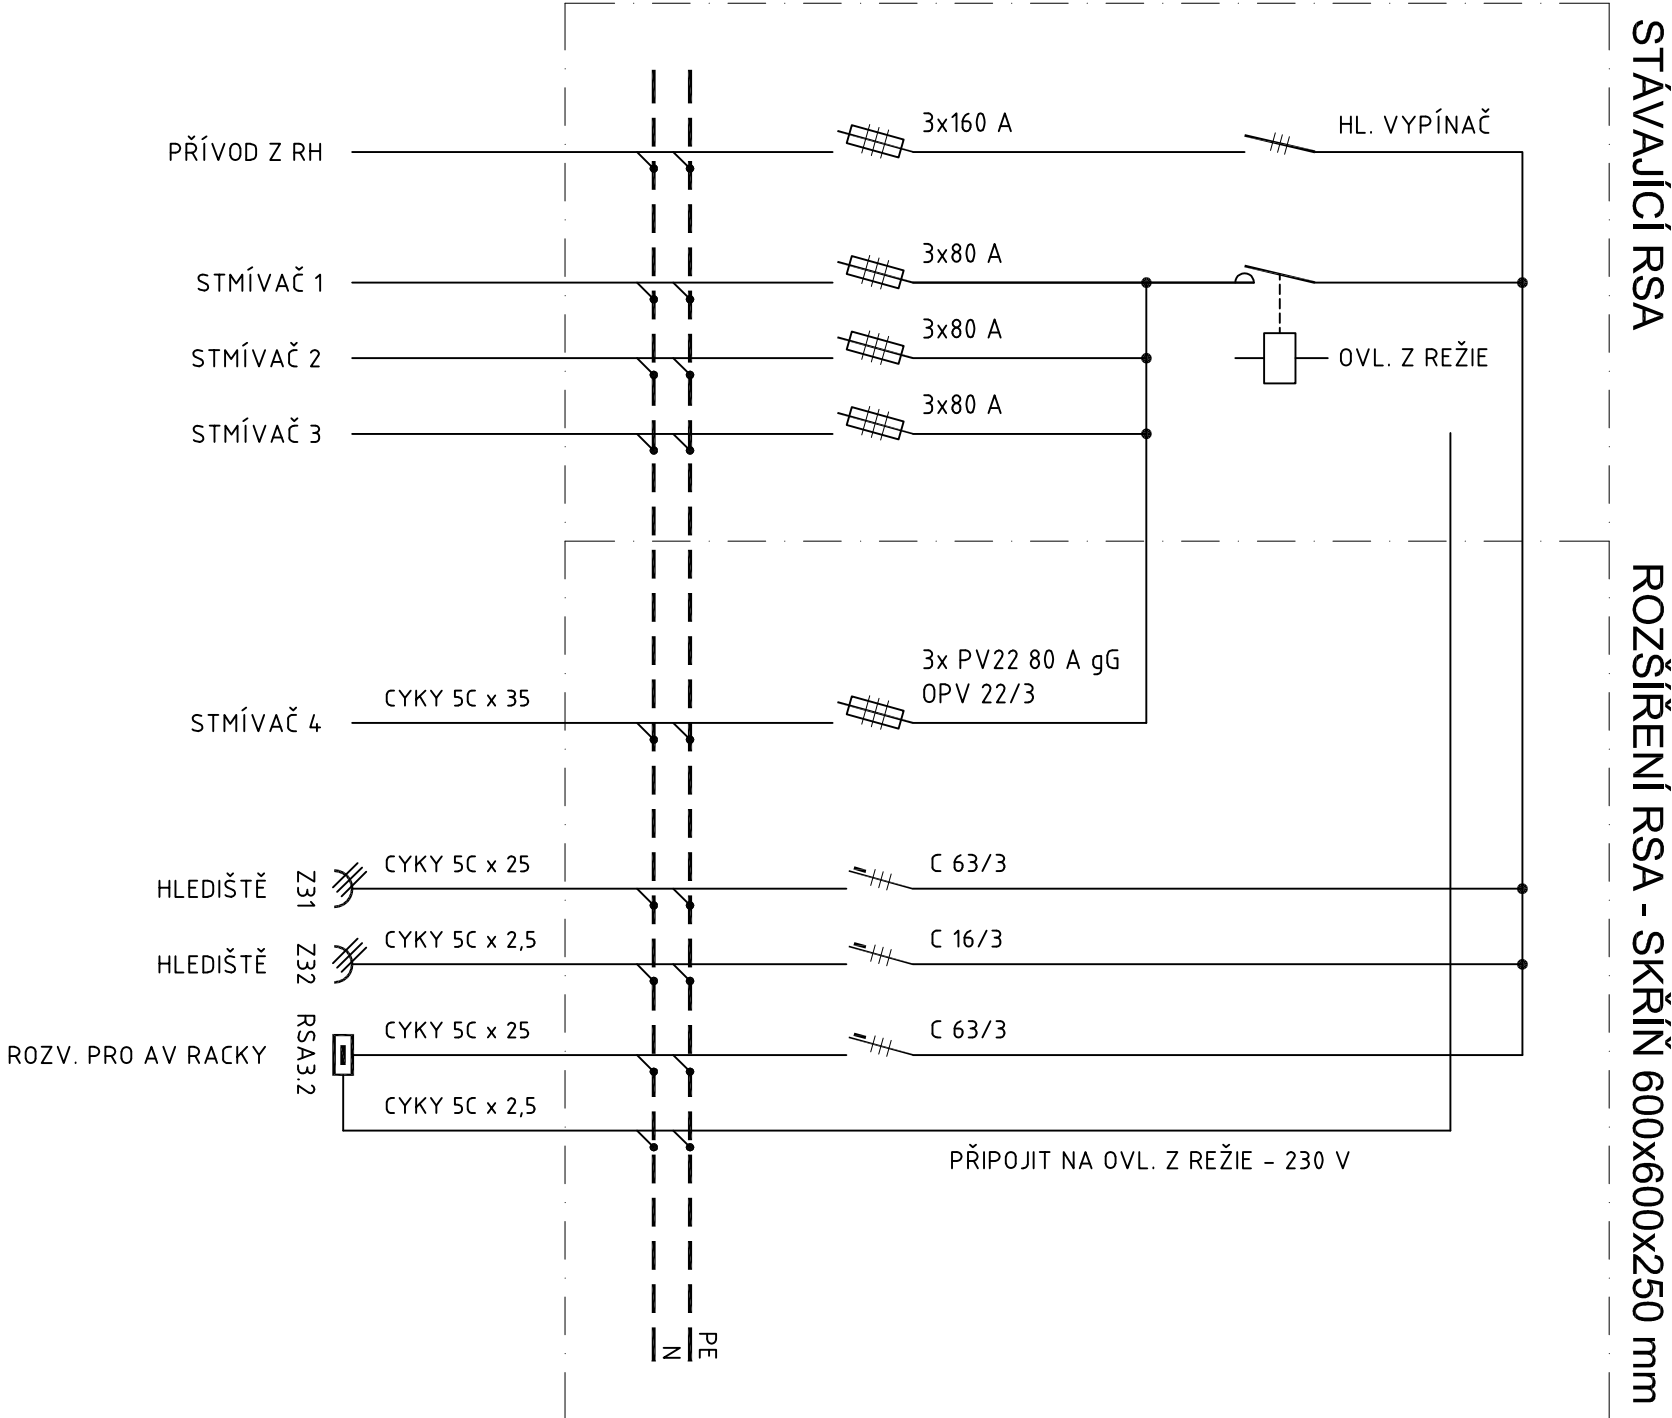 STÁVAJÍCÍ RSA
3x160 A
HL. VYPÍNAČ
PŘÍVOD Z RH
3x80 A
STMÍVAČ 1
3x80 A
STMÍVAČ 2
OVL. Z REŽIE
3x80 A
STMÍVAČ 3
ROZŠÍŘENÍ RSA - SKŘÍŇ 600x600x250 mm
3x PV22 80 A gG
OPV 22/3
CYKY 5C x 35
STMÍVAČ 4
CYKY 5C x 25
C 63/3
HLEDIŠTĚ
Z31
CYKY 5C x 2,5
C 16/3
HLEDIŠTĚ
Z32
CYKY 5C x 25
C 63/3
ROZV. PRO AV RACKY
RSA3.2
CYKY 5C x 2,5
PŘIPOJIT NA OVL. Z REŽIE - 230 V
N
PE